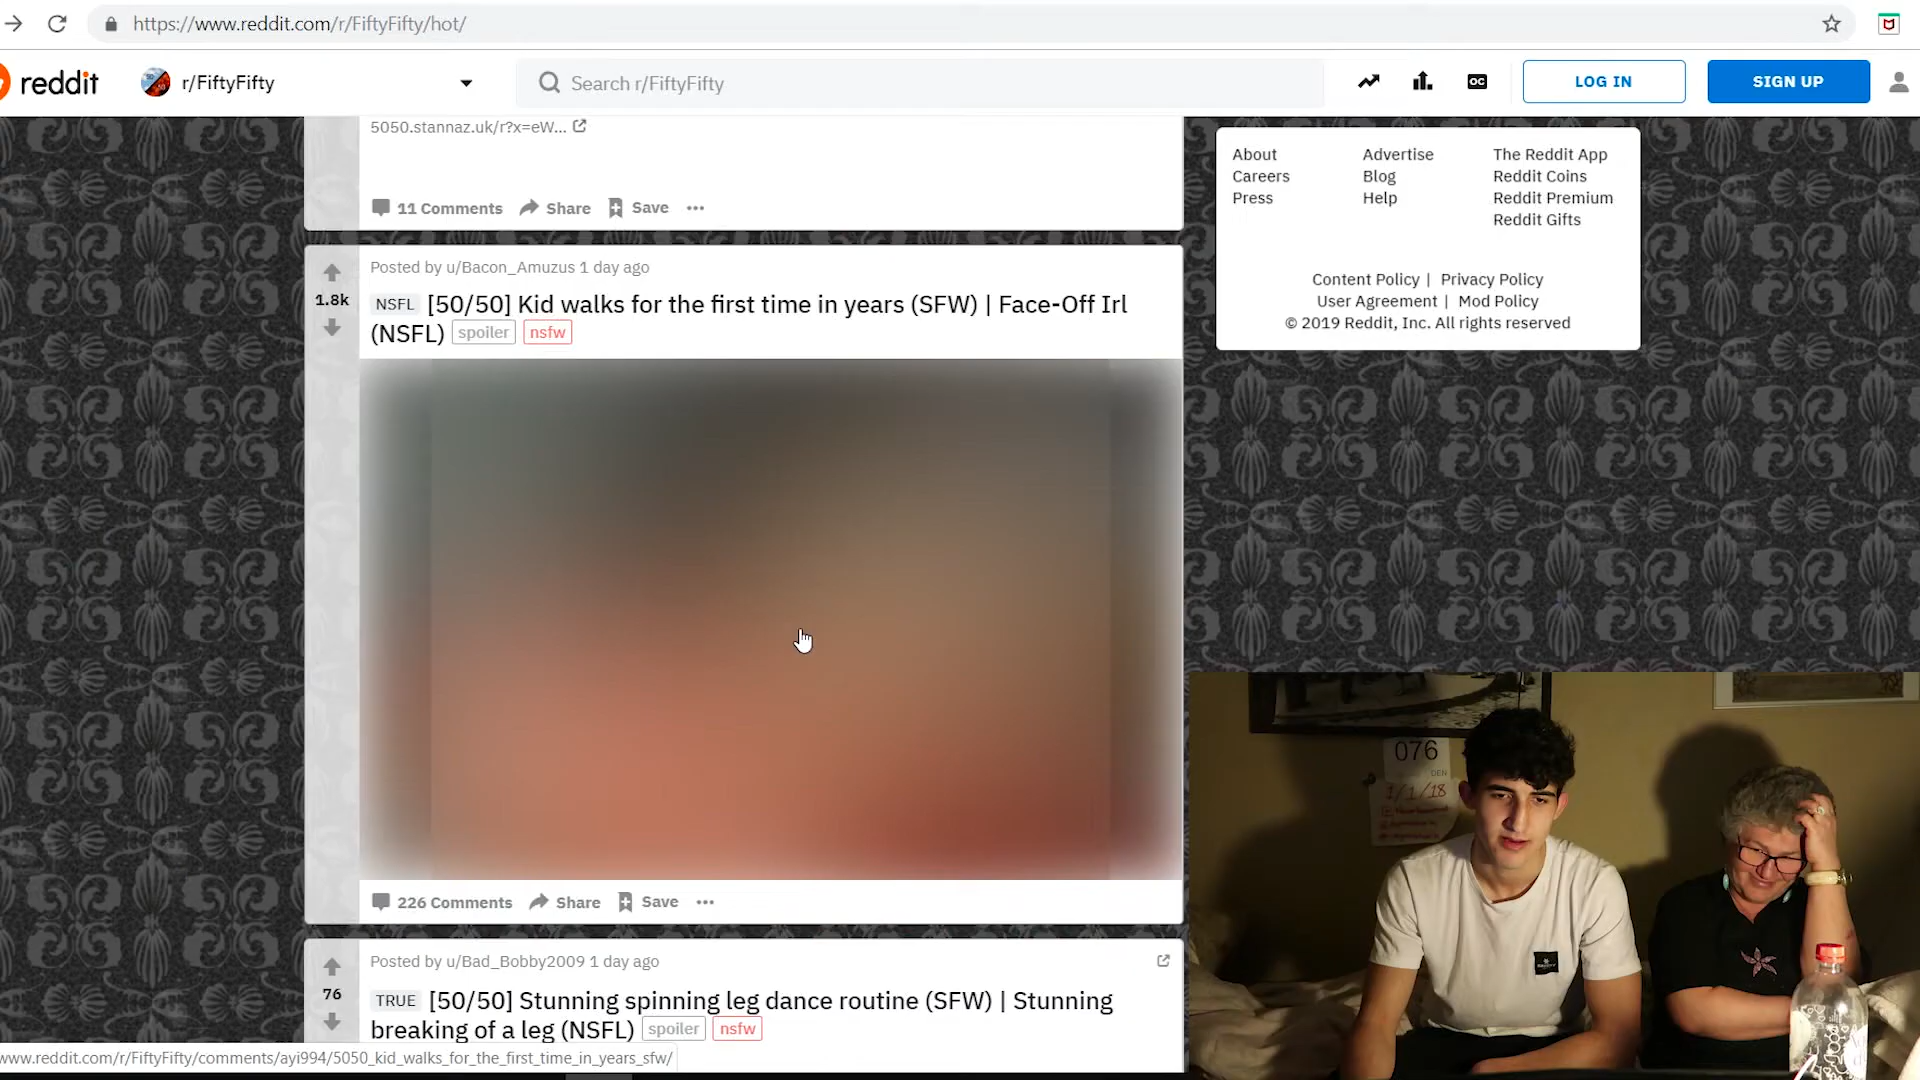 https://www.reddit.com/r/FiftyFifty/hot/
reddit
r/FiftyFifty
Search r/FiftyFifty
OC
LOG IN
SIGN UP
5050.stannaz.uk/r?x=eW...
11 Comments
Share
Save
Posted by u/Bacon_Amuzus 1 day ago
1.8k
NSFL [50/50] Kid walks for the first time in years (SFW) | Face-Off Irl
(NSFL) spoiler nsfw
226 Comments
Share
Save
Posted by u/Bad_Bobby2009 1 day ago
76
TRUE [50/50] Stunning spinning leg dance routine (SFW) | Stunning
breaking of a leg (NSFL) spoiler nsfw
www.reddit.com/r/FiftyFifty/comments/ayi994/5050_kid_walks_for_the_first_time_in_years_sfw/
About
Careers
Press
Advertise
Blog
Help
The Reddit App
Reddit Coins
Reddit Premium
Reddit Gifts
Content Policy | Privacy Policy
User Agreement | Mod Policy
© 2019 Reddit, Inc. All rights reserved
076
DEN
1/1/18